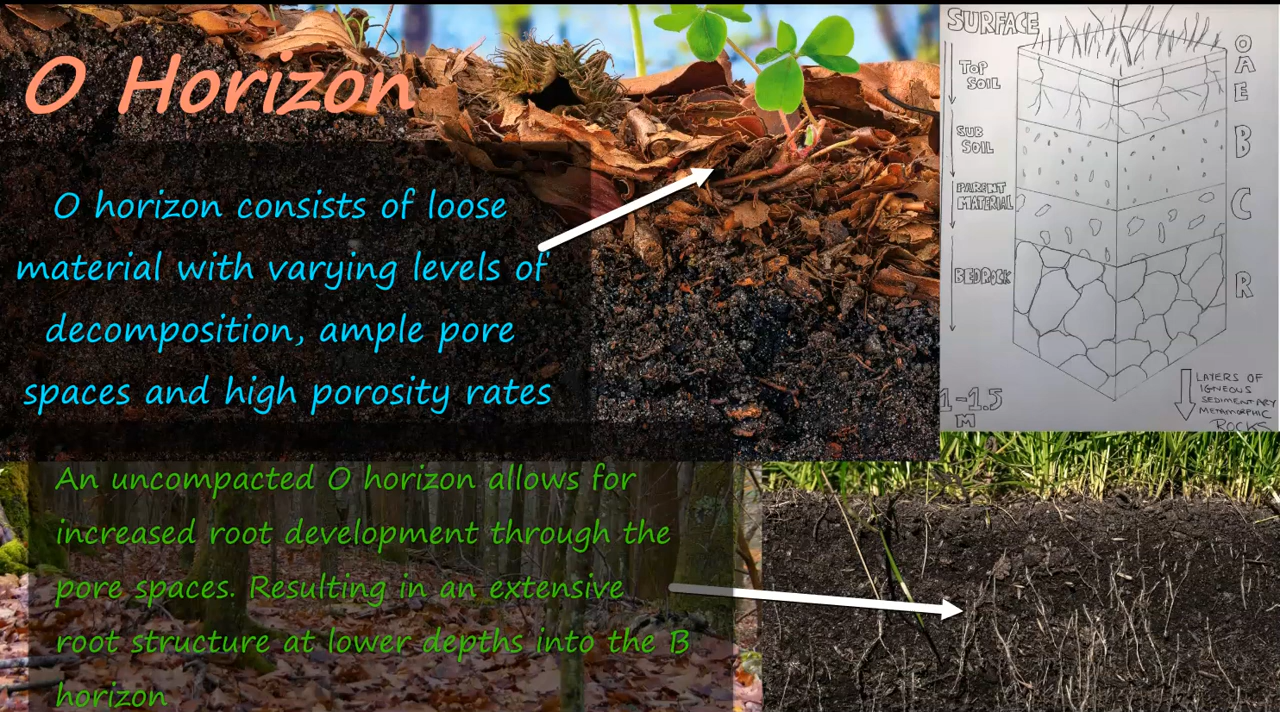 O Horizon
O horizon consists of loose
material with varying levels of
decomposition, ample pore
spaces and high porosity rates
An uncompacted O horizon allows for
increased root development through the
pore spaces. Resulting in an extensive
root structure at lower depths into the B
horizon
SURFACE
TOP
SOIL
SUB
SOIL
PARENT
MATERIAL
BEDROCK
1-1.5
M
O
A
E
B
C
R
LAYERS OF
IGNEOUS
SEDIMENTARY
METAMORPHIC
ROCKS